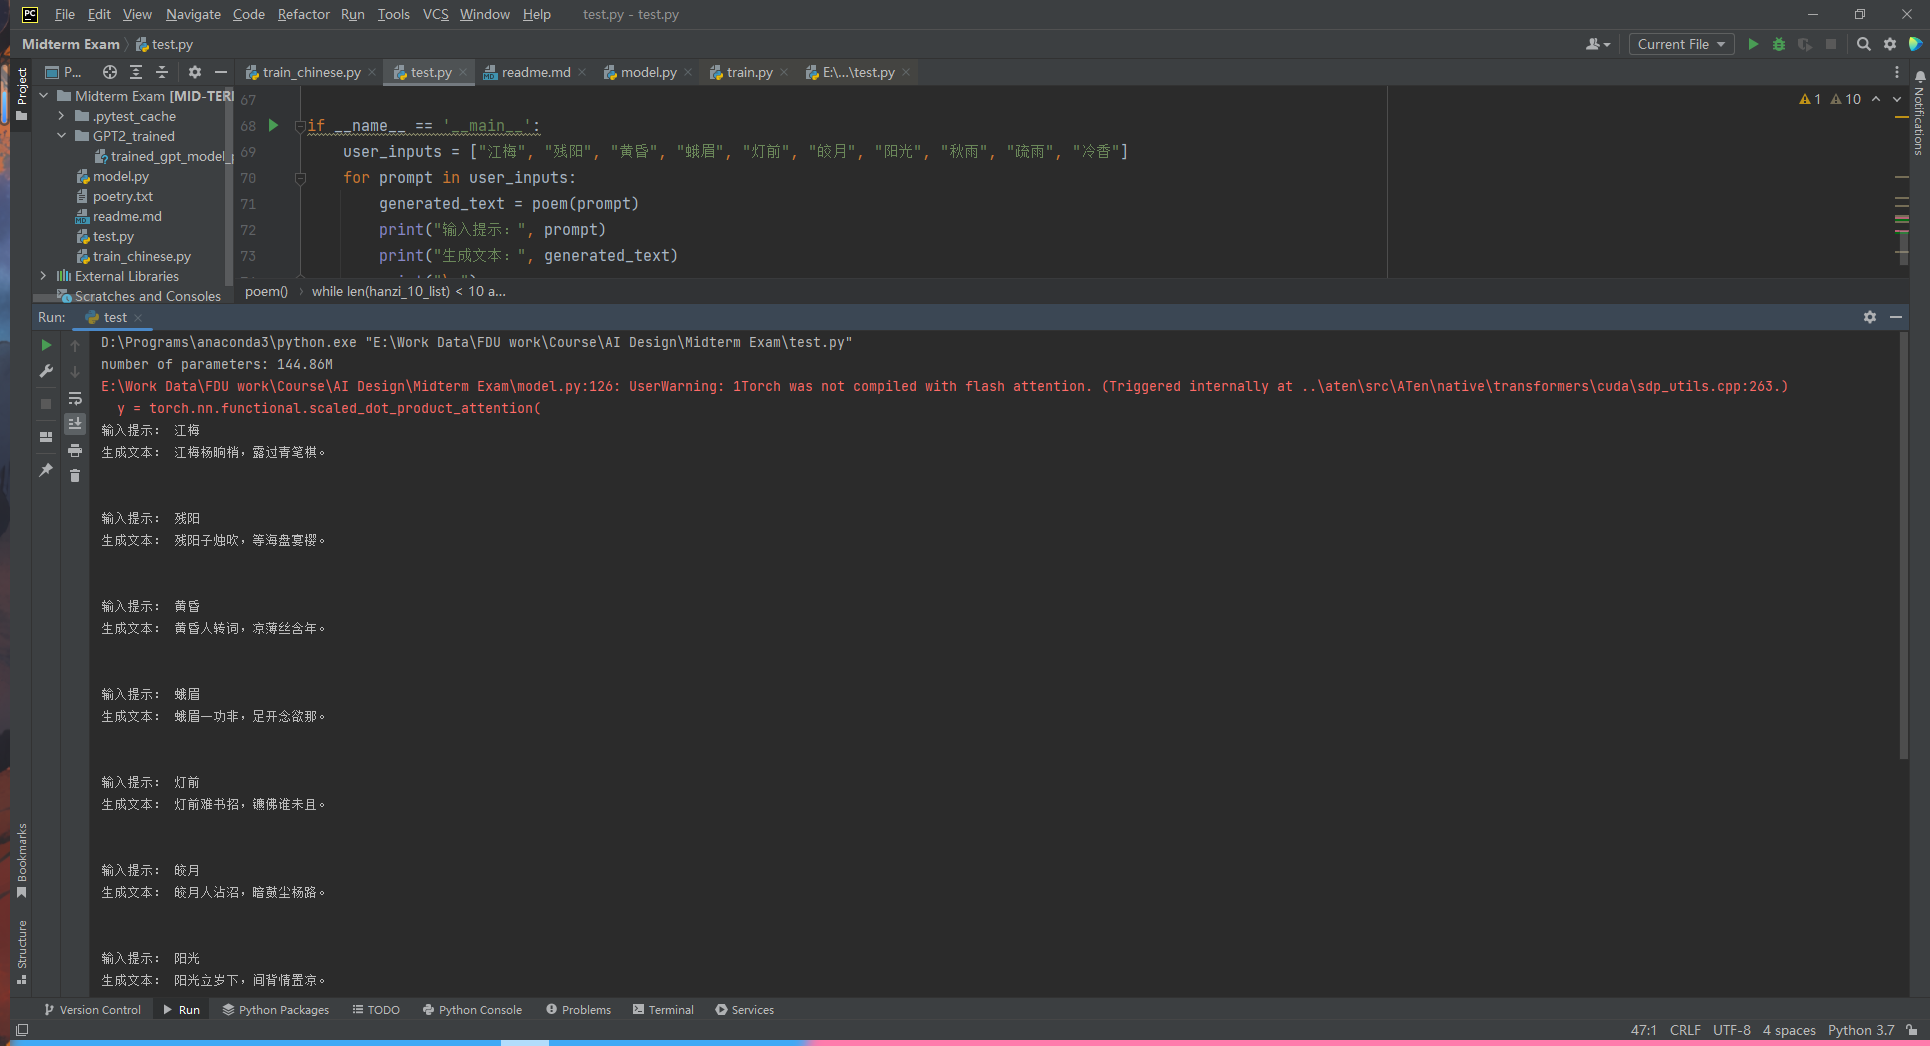 PC File Edit View Navigate Code Refactor Run Tools VCS Window Help test.py - test.py
Midterm Exam test.py Current File
P... train_chinese.py test.py readme.md model.py train.py E:\...\test.py
Project
Midterm Exam [MID-TERI
.pytest_cache
GPT2_trained
trained_gpt_model_
model.py
poetry.txt
readme.md
test.py
train_chinese.py
External Libraries
Scratches and Consoles
67
68 if __name__ == '__main__':
69 user_inputs = ["江梅", "残阳", "黄昏", "蛾眉", "灯前", "皎月", "阳光", "秋雨", "疏雨", "冷香"]
70 for prompt in user_inputs:
71 generated_text = poem(prompt)
72 print("输入提示:", prompt)
73 print("生成文本:", generated_text)
1 10
Notifications
poem() while len(hanzi_10_list) < 10 a...
Run: test
D:\Programs\anaconda3\python.exe "E:\Work Data\FDU work\Course\AI Design\Midterm Exam\test.py"
number of parameters: 144.86M
E:\Work Data\FDU work\Course\AI Design\Midterm Exam\model.py:126: UserWarning: 1Torch was not compiled with flash attention. (Triggered internally at ..\aten\src\ATen\native\transformers\cuda\sdp_utils.cpp:263.)
y = torch.nn.functional.scaled_dot_product_attention(
输入提示: 江梅
生成文本: 江梅杨晌梢，露过青笔棋。
输入提示: 残阳
生成文本: 残阳子烛吹，等海盘宴樱。
输入提示: 黄昏
生成文本: 黄昏人转词，凉薄丝含年。
输入提示: 蛾眉
生成文本: 蛾眉一功非，足开念欲那。
输入提示: 灯前
生成文本: 灯前难书招，镳佛谁未且。
输入提示: 皎月
生成文本: 皎月人沾沼，暗鼓尘杨路。
输入提示: 阳光
生成文本: 阳光立岁下，间背情置凉。
Bookmarks
Structure
Version Control Run Python Packages TODO Python Console Problems Terminal Services
47:1 CRLF UTF-8 4 spaces Python 3.7